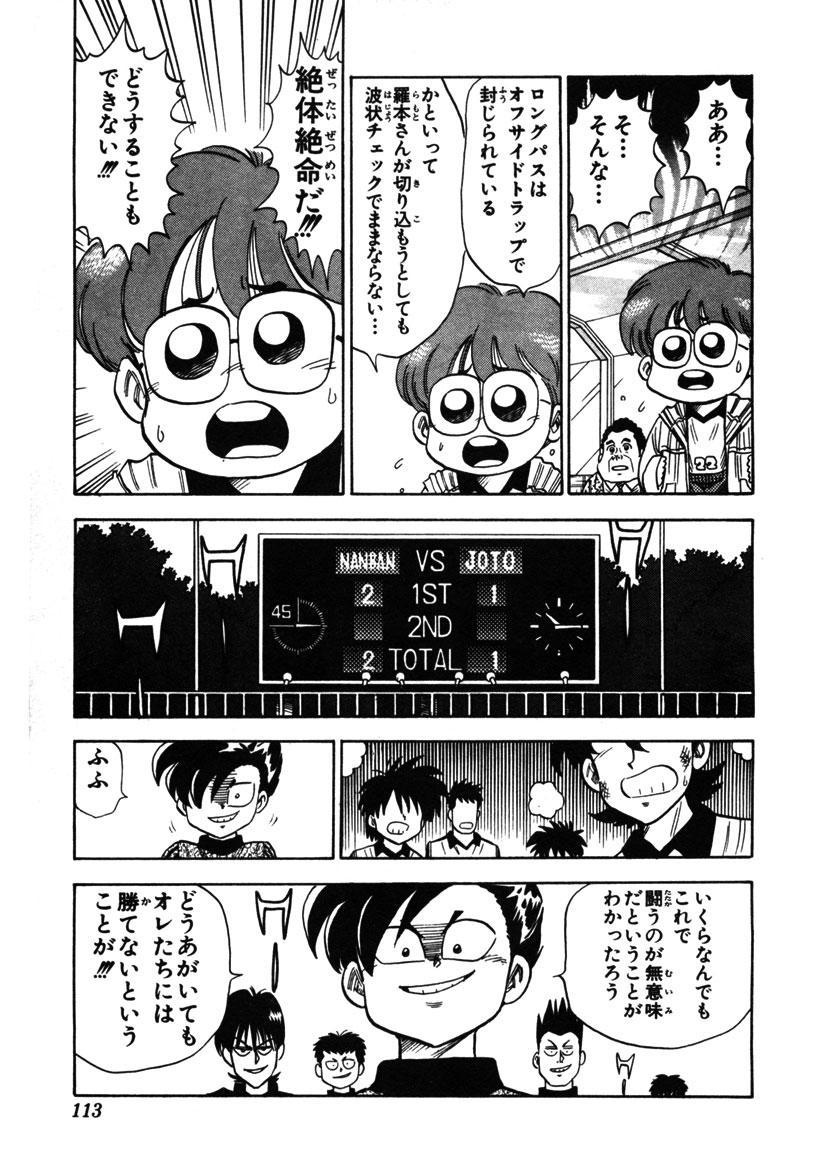 ああ…
そ…
そんな…
22
ロングパスは
オフサイドトラップで
封じられている
かといって
羅本さんが切り込もうとしても
波状チェックでままならない…
絶体絶命だ!!!
どうすることも
できない!!!
NANBAN VS JOTO
2 1ST 1
45
2ND
2 TOTAL 1
ふふ
いくらなんでも
これで
闘うのが無意味
だということが
わかったろう
どうあがいても
オレたちには
勝てないという
ことが!!!
113